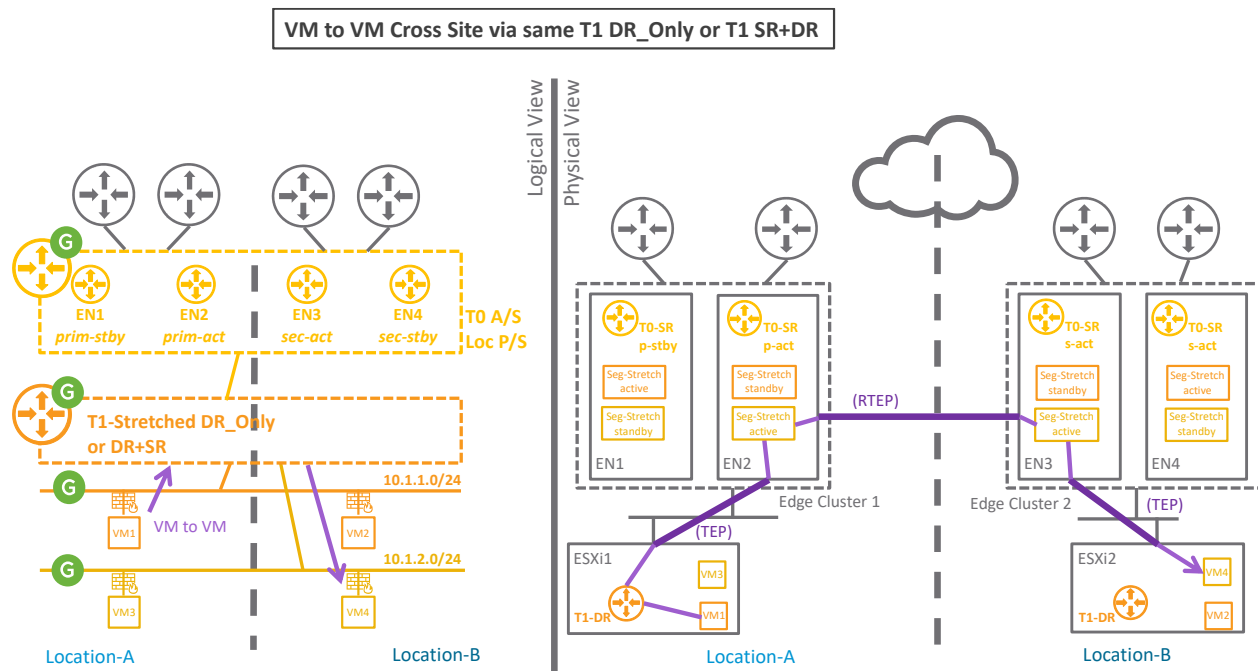 VM to VM Cross Site via same T1 DR_Only or T1 SR+DR
Logical View
Physical View
G
EN1
EN2
EN3
EN4
prim-stby
prim-act
sec-act
sec-stby
T0 A/S
Loc P/S
G
T1-Stretched DR_Only
or DR+SR
G
10.1.1.0/24
VM1
VM to VM
VM2
G
10.1.2.0/24
VM3
VM4
Location-A
Location-B
T0-SR
p-stby
Seg-Stretch
active
Seg-Stretch
standby
EN1
T0-SR
p-act
Seg-Stretch
standby
Seg-Stretch
active
EN2
(RTEP)
T0-SR
s-act
Seg-Stretch
standby
Seg-Stretch
active
EN3
T0-SR
s-act
Seg-Stretch
active
Seg-Stretch
standby
EN4
Edge Cluster 1
Edge Cluster 2
(TEP)
(TEP)
ESXi1
VM3
T1-DR
VM1
ESXi2
VM4
T1-DR
VM2
Location-A
Location-B